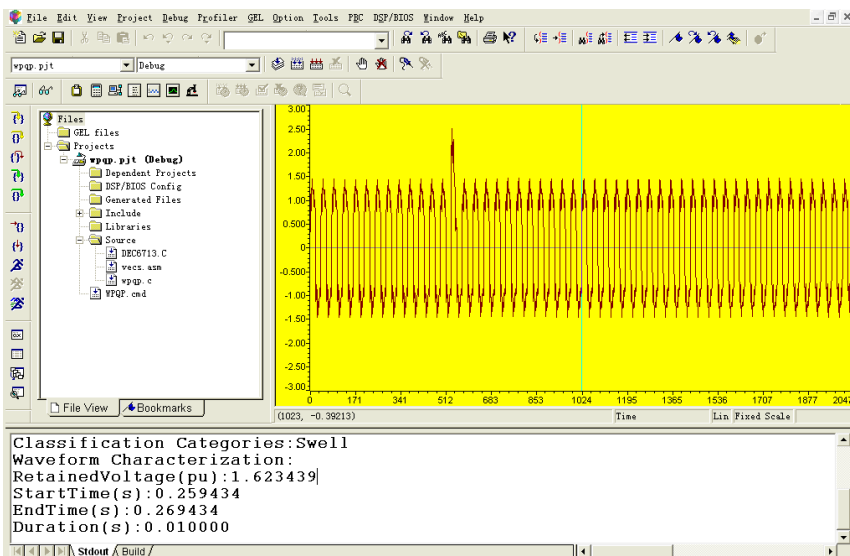 File Edit View Project Debug Profiler GEL Option Tools PBC DSP/BIOS Window Help
wpqp.pjt Debug
Files
GEL files
Projects
wpqp.pjt (Debug)
Dependent Projects
DSP/BIOS Config
Generated Files
Include
Libraries
Source
DEC6713.C
vecs.asm
wpqp.c
WPQP.cmd
File View Bookmarks
3.00
2.50
2.00
1.50
1.00
0.500
0
-0.500
-1.00
-1.50
-2.00
-2.50
-3.00
0 171 341 512 683 853 1024 1195 1365 1536 1707 1877 2047
(1023, -0.39213) Time Lin Fixed Scale
Classification Categories:Swell
Waveform Characterization:
RetainedVoltage(pu):1.623439
StartTime(s):0.259434
EndTime(s):0.269434
Duration(s):0.010000
Stdout Build